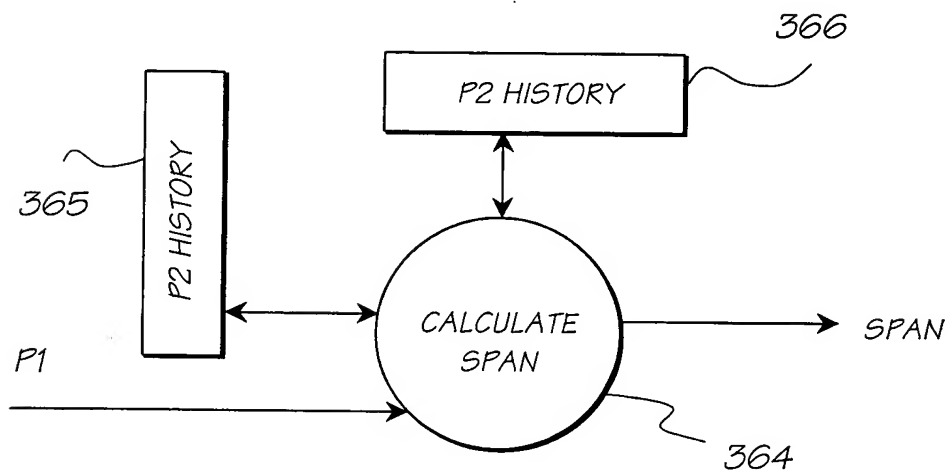 366
P2 HISTORY
365
P2 HISTORY
CALCULATE
SPAN
SPAN
P1
364